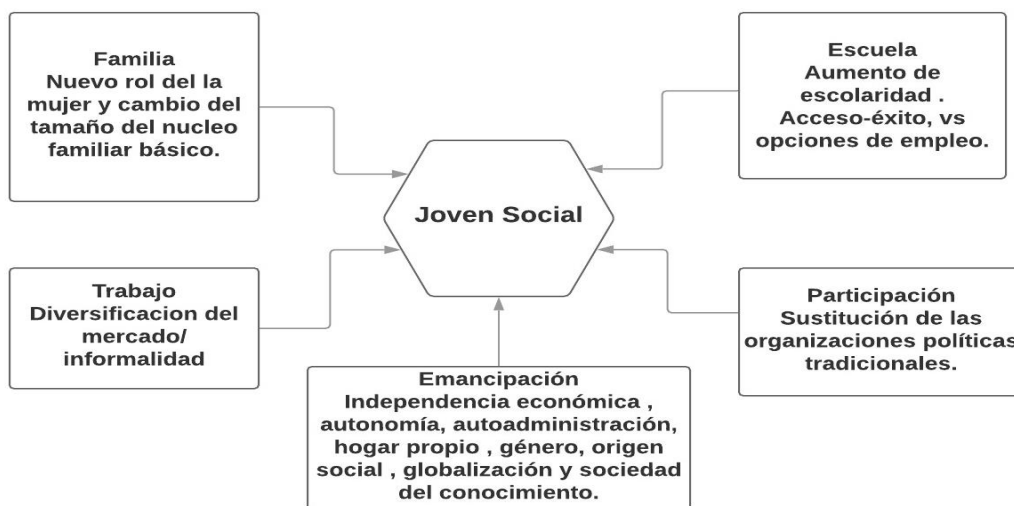 Familia
Nuevo rol del la
mujer y cambio del
tamaño del nucleo
familiar básico.
Escuela
Aumento de
escolaridad .
Acceso-éxito, vs
opciones de empleo.
Joven Social
Trabajo
Diversificacion del
mercado/
informalidad
Participación
Sustitución de las
organizaciones políticas
tradicionales.
Emancipación
Independencia económica ,
autonomía, autoadministración,
hogar propio , género, origen
social , globalización y sociedad
del conocimiento.